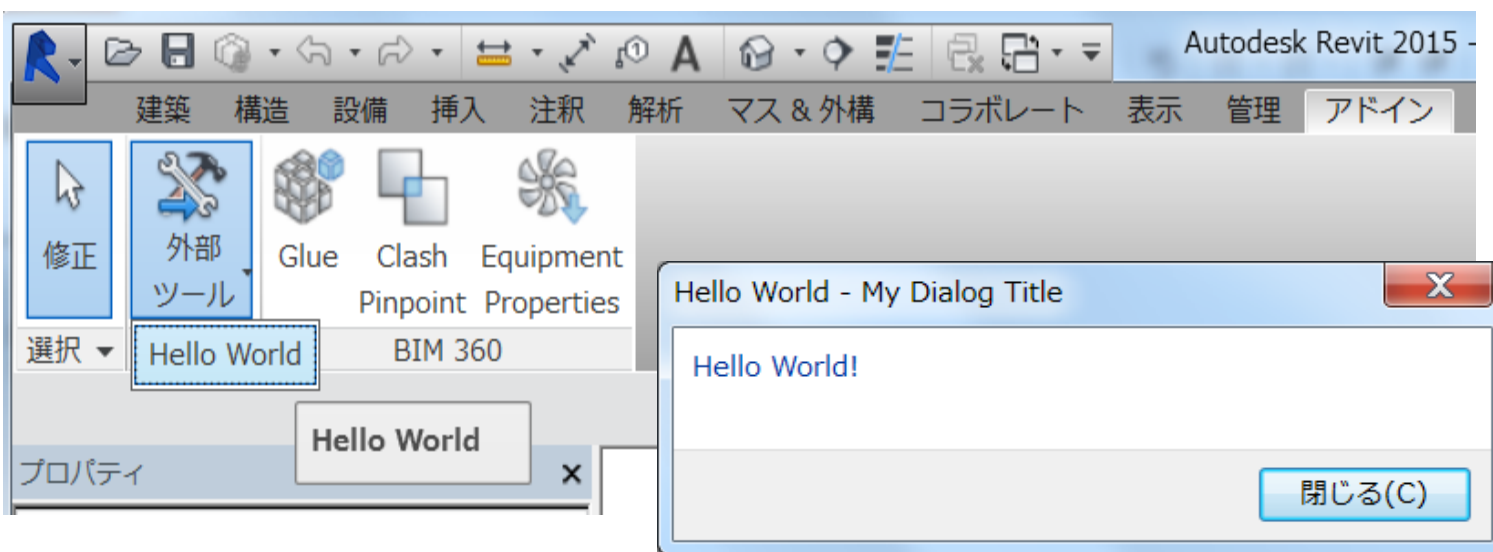 Autodesk Revit 2015 -
建築 構造 設備 挿入 注釈 解析 マス & 外構 コラボレート 表示 管理 アドイン
修正
外部
ツール
Glue
Clash
Pinpoint
Equipment
Properties
選択
Hello World
BIM 360
Hello World
プロパティ
Hello World - My Dialog Title
Hello World!
閉じる(C)